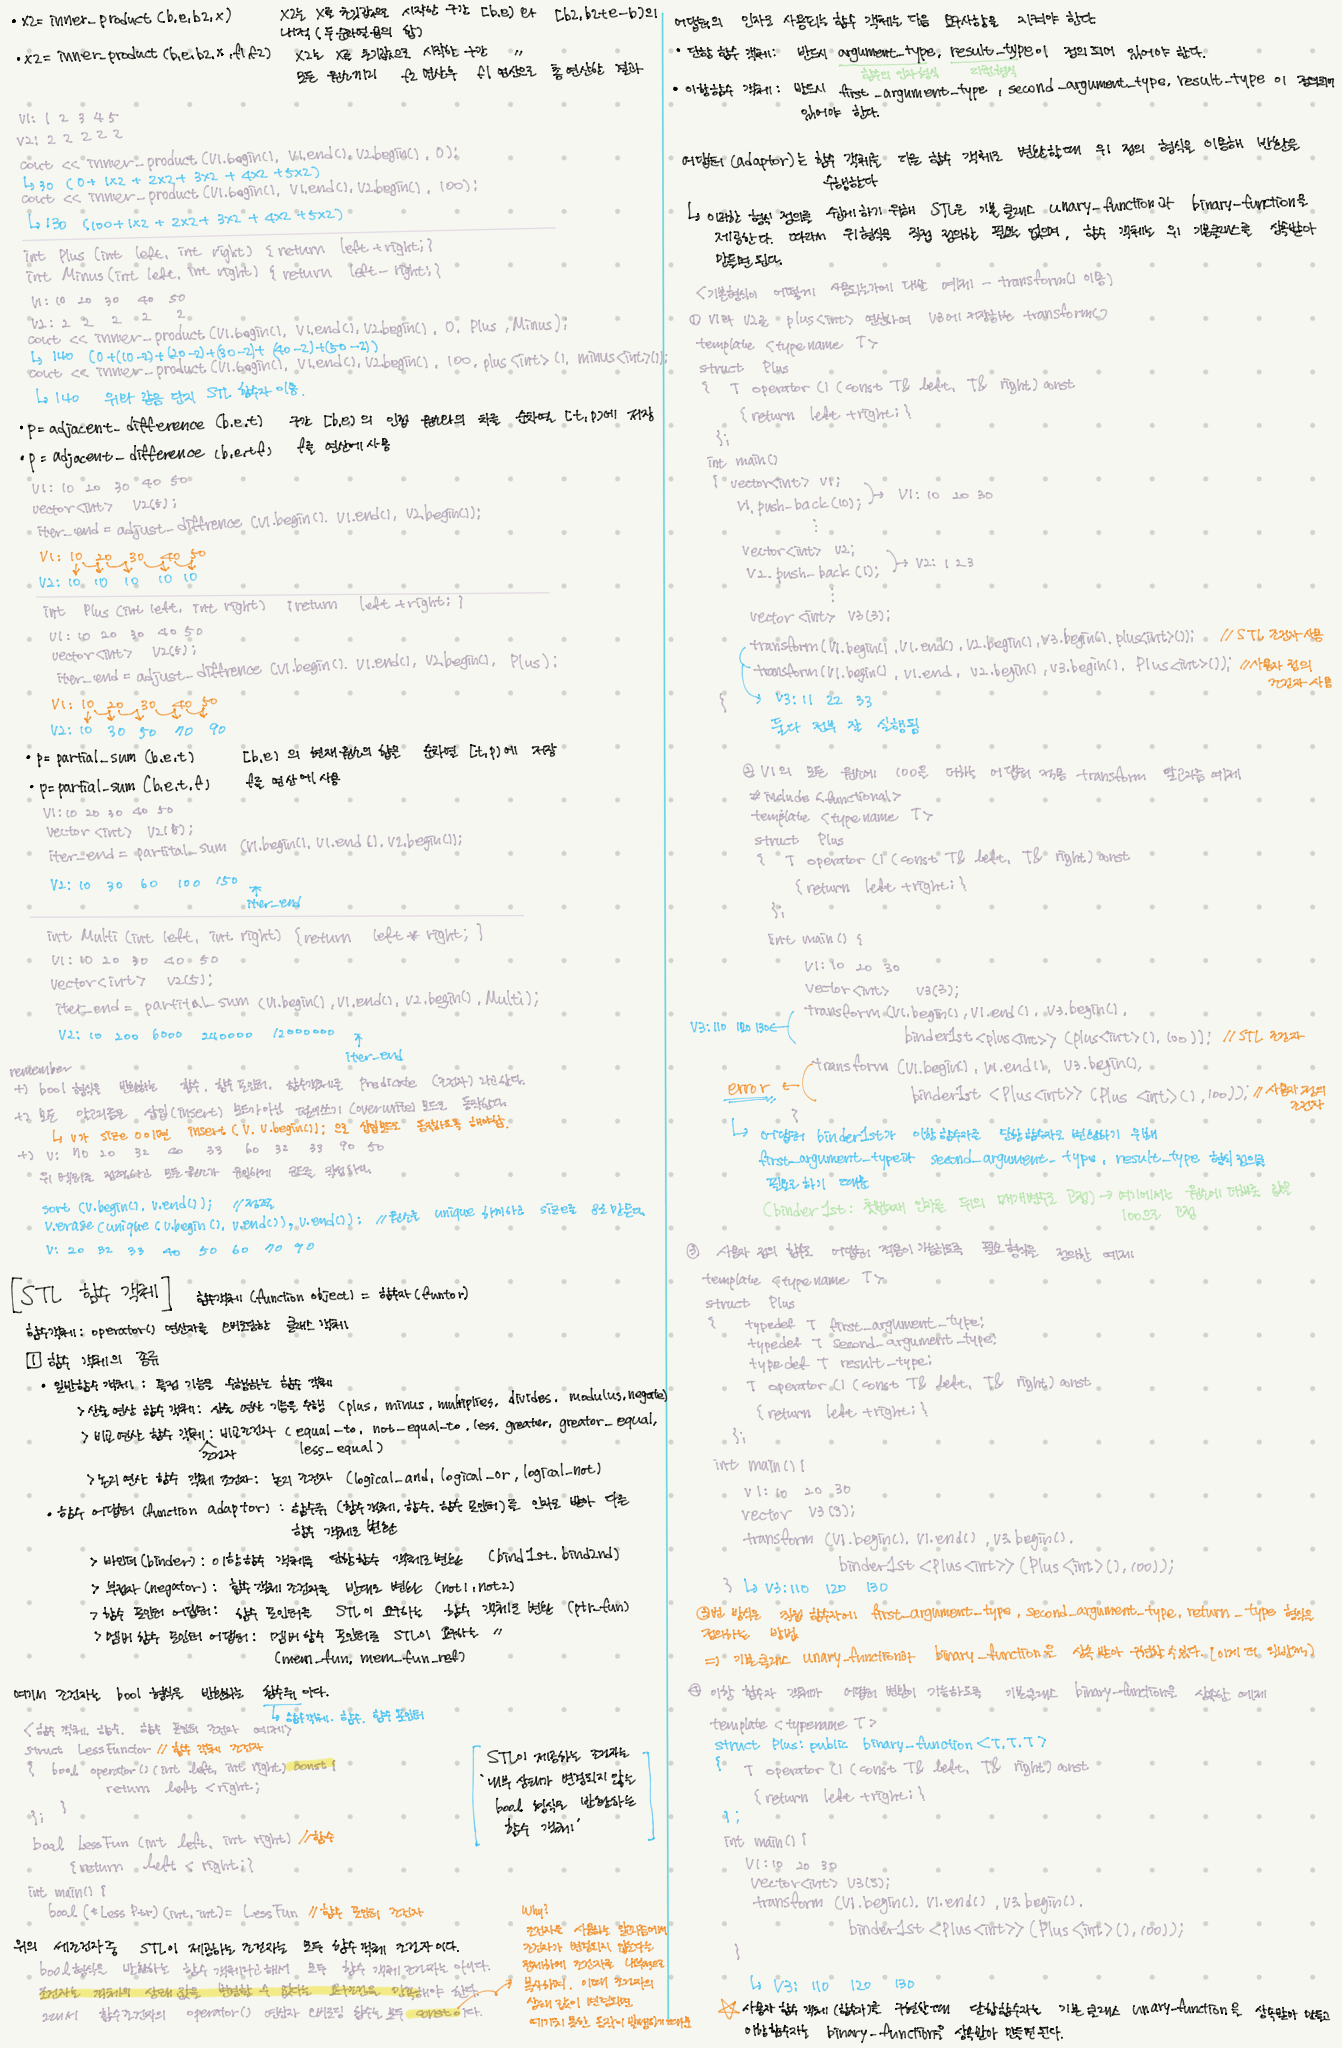 • x2= inner_product (b,e,b2,x) x2는 x를 초깃값으로 시작한 구간 [b,e) 와 [b2, b2+e-b)의
내적 (두 순차열 의 합)
• x2= inner_product (b,e,b2,x,f1,f2) x2는 x를 초깃값으로 시작한 구간 〃
모든 원소끼리 f2 연산 후 f1 연산으로 총 연산한 결과
V1: 1 2 3 4 5
V2: 2 2 2 2 2
cout << inner_product (V1.begin(), V1.end(), V2.begin(), 0);
↳ 30 (0+ 1x2 + 2x2+ 3x2 + 4x2 +5x2)
cout << inner_product (V1.begin(), V1.end(), V2.begin(), 100);
↳ 130 (100+1x2 + 2x2+ 3x2 + 4x2 +5x2)
int Plus (int left, int right) { return left +right; }
int Minus (int left, int right) { return left - right; }
V1: 10 20 30 40 50
V2: 2 2 2 2 2
cout << inner_product (V1.begin(), V1.end(), V2.begin(), 0, Plus, Minus);
↳ 140 (0+(10-2)+(20-2)+(30-2)+ (40-2)+(50-2))
cout << inner_product (V1.begin(), V1.end(), V2.begin(), 100, plus<int>(), minus<int>());
↳ 140 위와 같음 단지 STL 함수자 이용.
• p= adjacent_difference (b,e,t) 구간 [b,e) 의 인접 원소와의 차를 순차열 [t,p)에 저장
• p = adjacent_difference (b,e,t,f) f를 연산에 사용
V1: 10 20 30 40 50
vector<int> V2(5);
iter_end = adjust_diffrence (V1.begin(), V1.end(), V2.begin());
V1: 10 20 30 40 50
V2: 10 10 10 10 10
int Plus (int left, int right) {return left +right; }
V1: 10 20 30 40 50
vector<int> V2(5);
iter_end = adjust_diffrence (V1.begin(), V1.end(), V2.begin(), Plus);
V1: 10 20 30 40 50
V2: 10 30 50 70 90
• p= partial_sum (b,e,t) [b,e) 의 현재 원소의 합을 순차열 [t,p)에 저장
• p= partial_sum (b,e,t,f) f를 연산에 사용
V1: 10 20 30 40 50
vector <int> V2(5);
iter_end = partital_sum (V1.begin(), V1.end(), V2.begin());
V2: 10 30 60 100 150
iter_end
int Multi (int left, int right) {return left * right; }
V1: 10 20 30 40 50
vector<int> V2(5);
iter_end = partital_sum (V1.begin(), V1.end(), V2.begin(), Multi);
V2: 10 200 6000 240000 12000000
iter_end
remember
+) bool 형식을 반환하는 함수, 함수 포인터, 함수객체를 Predicate (조건자) 라고 한다.
+) 모든 알고리즘은 삽입(insert) 모드가 아닌 덮어쓰기 (overwrite) 모드로 동작한다.
↳ V가 size 0이면 insert(V, V.begin()); 으로 삽입모드로 동작하도록 해야함.
+) V: 70 20 32 40 33 60 32 33 90 50
위 벡터를 정렬하고 모든 원소가 유일하게 코드를 작성하라.
sort (V.begin(), V.end()); //정렬
V.erase(unique(V.begin(), V.end()), V.end()); //원소를 unique 하게하고 size를 8로 만든다.
V: 20 32 33 40 50 60 70 90
[STL 함수 객체] 함수객체 (function object) = 함수자 (funtor)
함수객체: operator() 연산자를 오버로딩한 클래스 객체
1 함수 객체의 종류
• 일반함수 객체 : 특정 기능을 수행하는 함수 객체
> 산술 연산 함수 객체: 산술 연산 기능을 수행 (plus, minus, multiplies, divides, modulus, negate)
> 비교 연산 함수 객체: 비교 조건자 (equal-to, not-equal-to, less, greater, greator_equal,
조건자 less_equal)
> 논리 연산 함수 객체 조건자: 논리 조건자 (logical_and, logical_or, logical_not)
• 함수 어댑터 (function adaptor) : 함수류 (함수객체, 함수, 함수 포인터)를 인자로 받아 다른
함수 객체로 변환
> 바인더 (binder) : 이항함수 객체를 단항함수 객체로 변환 (bind1st, bind2nd)
> 부정자 (negator) : 함수 객체 조건자를 반대로 변환 (not1, not2)
> 함수 포인터 어댑터: 함수 포인터를 STL이 요구하는 함수 객체로 변환 (ptr_fun)
> 멤버 함수 포인터 어댑터: 멤버 함수 포인터를 STL이 요구하는 〃
(mem_fun, mem_fun_ref)
여기서 조건자는 bool 형식을 반환하는 함수류 이다.
↳ 함수객체, 함수, 함수 포인터
<함수 객체, 함수, 함수 포인터 조건자 예제>
struct LessFunctor // 함수 객체 조건자
{ bool operator() (int left, int right) const {
return left <right;
}
};
bool LessFun (int left, int right) //함수
{return left < right;}
int main() {
bool (*Less Ptr) (int, int)= LessFun // 함수 포인터 조건자
[STL이 제공하는 조건자는
'내부 상태가 변경되지 않는
bool 형식을 반환하는
함수 객체']
위의 세조건자 중 STL이 제공하는 조건자는 모두 함수 객체 조건자 이다.
bool형식을 반환하는 함수 객체라고 해서 모두 함수 객체 조건자는 아니다.
조건자는 객체의 상태 값을 변경할 수 없다는 요구조건을 만족해야 한다.
그래서 함수조건자의 operator() 연산자 오버로딩 함수는 모두 const이다.
Why?
조건자를 사용하는 알고리즘에서
조건자가 변경되지 않는다는
전제하에 조건자를 내부적으로
복사하며, 이때 조건자의
상태 값이 변경되면
예기치 못한 동작이 발생하기 때문
어댑터의 인자로 사용되는 함수 객체는 다음 요구사항을 지켜야 한다
• 단항 함수 객체: 반드시 argument_type, result_type이 정의 되어 있어야 한다.
함수의 인자형식 리턴형식
• 이항함수 객체: 반드시 first_argument_type, second_argument_type, result_type 이 정의되어
있어야 한다.
어댑터 (adaptor)는 함수 객체를 다른 함수 객체로 변환할 때 위 정의 형식을 이용해 변환을
수행한다
↳ 이러한 형식 정의를 쉽게 하기 위해 STL은 기본 클래스 unary_function과 binary-function을
제공한다. 따라서 위형식을 직접 정의할 필요는 없으며, 함수 객체는 위 기본클래스를 상속받아
만들면 된다.
<기본형식이 어떻게 사용되는가에 대한 예제 - transform() 이용>
① V1과 V2를 plus<int> 연산하여 V3에 저장하는 transform()
template <typename T>
struct Plus
{ T operator () (const T& left, T& right) const
{ return left +right; }
};
int main()
{ vector<int> V1;
V1.push_back (10); → V1: 10 20 30
⋮
vector<int> V2;
V2.push_back (1); → V2: 1 2 3
⋮
vector <int> V3(3);
transform(V1.begin(), V1.end(), V2.begin(), V3.begin(), plus<int>()); // STL 조건자 사용
transform(V1.begin(), V1.end, V2.begin(), V3.begin(), Plus<int>()); //사용자 정의
조건자 사용
{ → V3: 11 22 33
둘다 전부 잘 실행됨
② V1의 모든 원소에 100을 더하는 어댑터 적용 transform 알고리즘 예제
#include <functional>
template <typename T>
struct Plus
{ T operator () (const T& left, T& right) const
{ return left +right; }
};
int main() {
V1: 10 20 30
vector<int> V3(3);
transform (V1.begin(), V1.end(), V3.begin(),
V3: 110 120 130 ← binder1st<plus<int>> (plus<int>(), 100)); // STL 조건자
transform (V1.begin(), V1.end(), V3.begin(),
error ← binder1st <Plus<int>> (Plus <int>(), 100)); // 사용자 정의
조건자
}
↳ 어댑터 binder1st가 이항 함수자를 단항 함수자로 변환하기 위해
first_argument_type과 second_argument_type, result_type 형식 정의를
필요로 하기 때문
(binder1st: 첫번째 인자를 뒤의 매개변수로 고정) → 여기에서는 원소에 더해줄 값을
100으로 고정
③ 사용자 정의 함수도 어댑터 적용이 가능하도록 필요 형식을 정의한 예제
template <typename T>
struct Plus
{ typedef T first_argument_type;
typedef T second_argument_type;
typedef T result_type;
T operator () (const T& left, T& right) const
{return left +right; }
};
int main() {
V1: 10 20 30
vector V3(3);
transform (V1.begin(), V1.end(), V3.begin(),
binder1st <Plus<int>> (Plus<int>(), 100));
} ↳ V3: 110 120 130
③번 방식은 직접 함수자에 first_argument_type, second_argument_type, return_type 형식을
정의하는 방법
=> 기본클래스 unary_function과 binary_function을 상속 받아 구현할 수 있다. (이게 더 일반적)
④ 이항 함수자 객체가 어댑터 변환이 가능하도록 기본클래스 binary-function을 상속한 예제
template <typename T>
struct Plus: public binary_function <T,T,T>
{ T operator () (const T& left, T& right) const
{return left +right; }
};
int main() {
V1: 10 20 30
vector<int> V3(3);
transform (V1.begin(), V1.end(), V3.begin(),
binder1st <Plus<int>> (Plus<int>(), 100));
}
↳ V3: 110 120 130
☆ 사용자 함수 객체 (함수자)를 구현할 때 단항함수자는 기본 클래스 unary-function을 상속받아 만들고
이항함수자는 binary_function을 상속받아 만들면 된다.